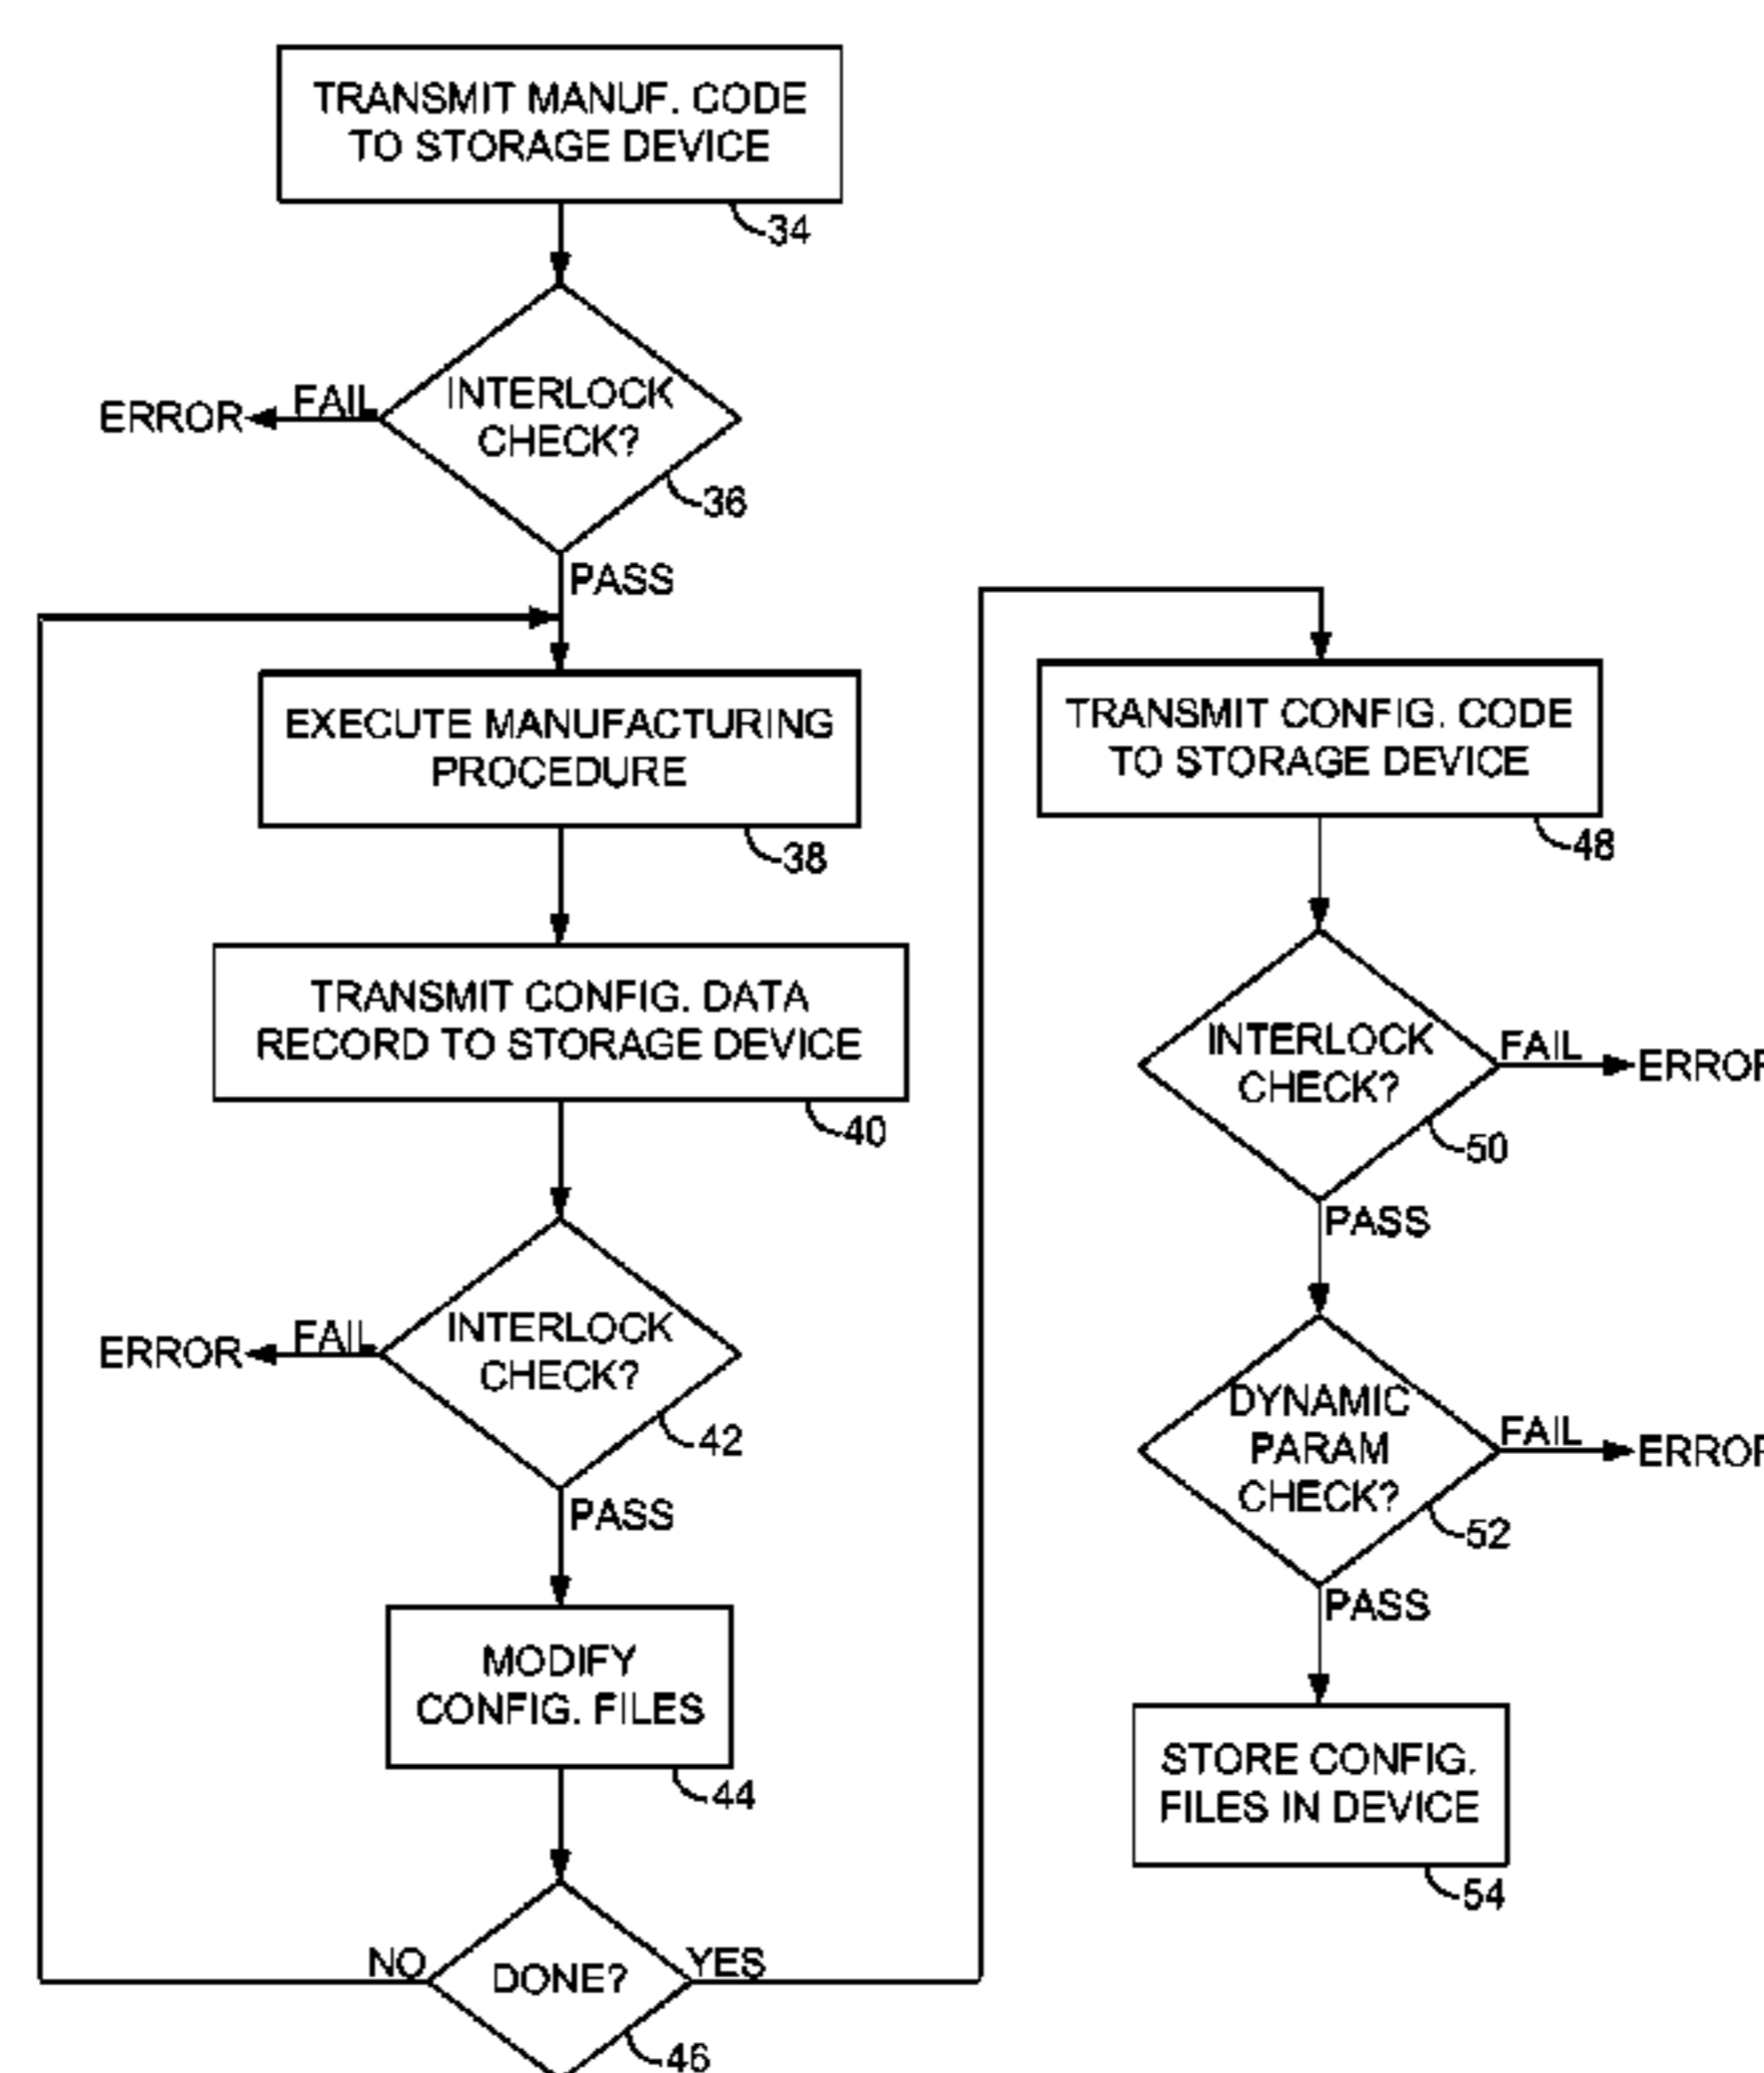 TRANSMIT MANUF. CODE
TO STORAGE DEVICE
34
INTERLOCK
CHECK?
FAIL
ERROR
36
PASS
EXECUTE MANUFACTURING
PROCEDURE
38
TRANSMIT CONFIG. DATA
RECORD TO STORAGE DEVICE
40
INTERLOCK
CHECK?
FAIL
ERROR
42
PASS
MODIFY
CONFIG. FILES
44
DONE?
NO
YES
46
TRANSMIT CONFIG. CODE
TO STORAGE DEVICE
48
INTERLOCK
CHECK?
FAIL
ERROR
50
PASS
DYNAMIC
PARAM
CHECK?
FAIL
ERROR
52
PASS
STORE CONFIG.
FILES IN DEVICE
54